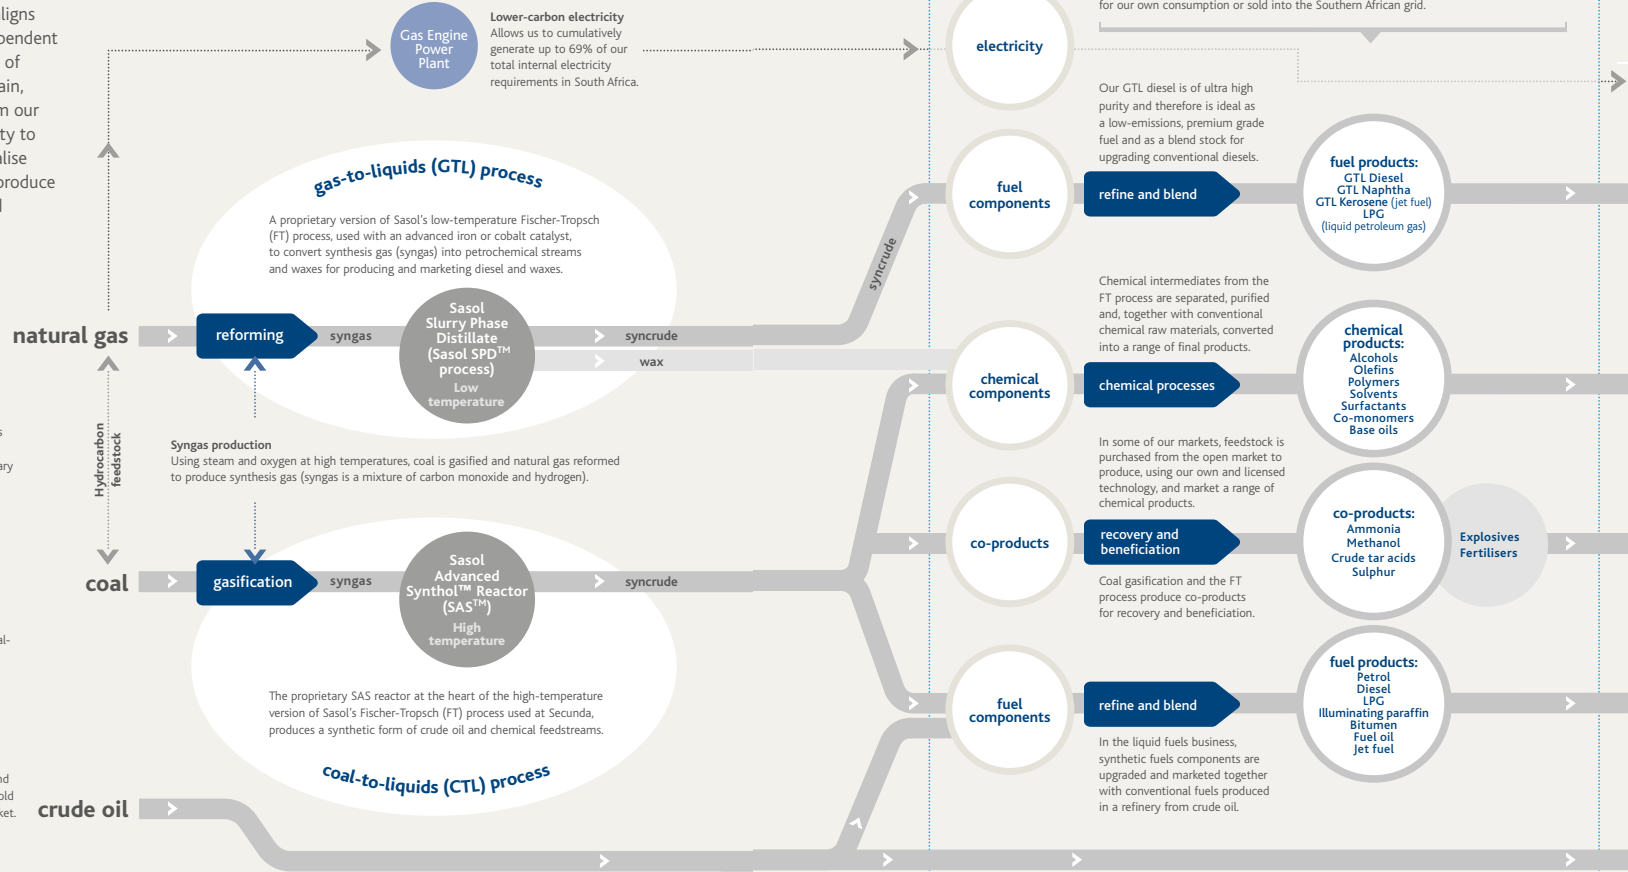 for our own consumption or sold into the Southern African grid.
Gas Engine
Power
Plant
Lower-carbon electricity
Allows us to cumulatively
generate up to 69% of our
total internal electricity
requirements in South Africa.
electricity
gas-to-liquids (GTL) process
A proprietary version of Sasol's low-temperature Fischer-Tropsch
(FT) process, used with an advanced iron or cobalt catalyst,
to convert synthesis gas (syngas) into petrochemical streams
and waxes for producing and marketing diesel and waxes.
natural gas
reforming
syngas
Sasol
Slurry Phase
Distillate
(Sasol SPD™
process)
Low
temperature
syncrude
wax
syncrude
fuel
components
Our GTL diesel is of ultra high
purity and therefore is ideal as
a low-emissions, premium grade
fuel and as a blend stock for
upgrading conventional diesels.
refine and blend
fuel products:
GTL Diesel
GTL Naphtha
GTL Kerosene (jet fuel)
LPG
(liquid petroleum gas)
Hydrocarbon
feedstock
Syngas production
Using steam and oxygen at high temperatures, coal is gasified and natural gas reformed
to produce synthesis gas (syngas is a mixture of carbon monoxide and hydrogen).
chemical
components
Chemical intermediates from the
FT process are separated, purified
and, together with conventional
chemical raw materials, converted
into a range of final products.
chemical processes
In some of our markets, feedstock is
purchased from the open market to
produce, using our own and licensed
technology, and market a range of
chemical products.
chemical
products:
Alcohols
Olefins
Polymers
Solvents
Surfactants
Co-monomers
Base oils
coal
gasification
syngas
Sasol
Advanced
Synthol™ Reactor
(SAS™)
High
temperature
syncrude
co-products
recovery and
beneficiation
Coal gasification and the FT
process produce co-products
for recovery and beneficiation.
co-products:
Ammonia
Methanol
Crude tar acids
Sulphur
Explosives
Fertilisers
The proprietary SAS reactor at the heart of the high-temperature
version of Sasol's Fischer-Tropsch (FT) process used at Secunda,
produces a synthetic form of crude oil and chemical feedstreams.
coal-to-liquids (CTL) process
fuel
components
refine and blend
In the liquid fuels business,
synthetic fuels components are
upgraded and marketed together
with conventional fuels produced
in a refinery from crude oil.
fuel products:
Petrol
Diesel
LPG
Illuminating paraffin
Bitumen
Fuel oil
Jet fuel
crude oil
of
our
to
produce